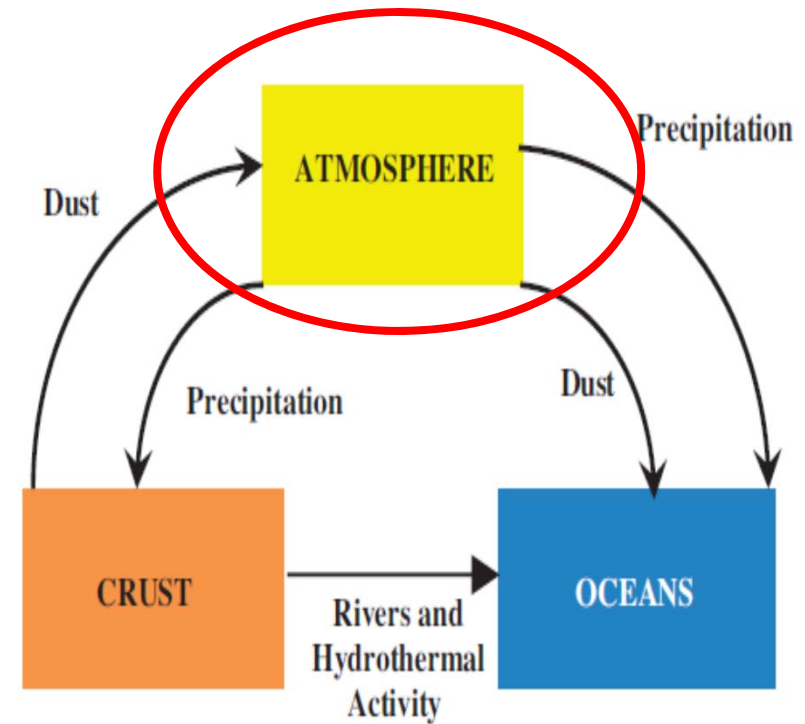 ATMOSPHERE
Precipitation
Dust
Precipitation
Dust
CRUST
OCEANS
Rivers and
Hydrothermal
Activity